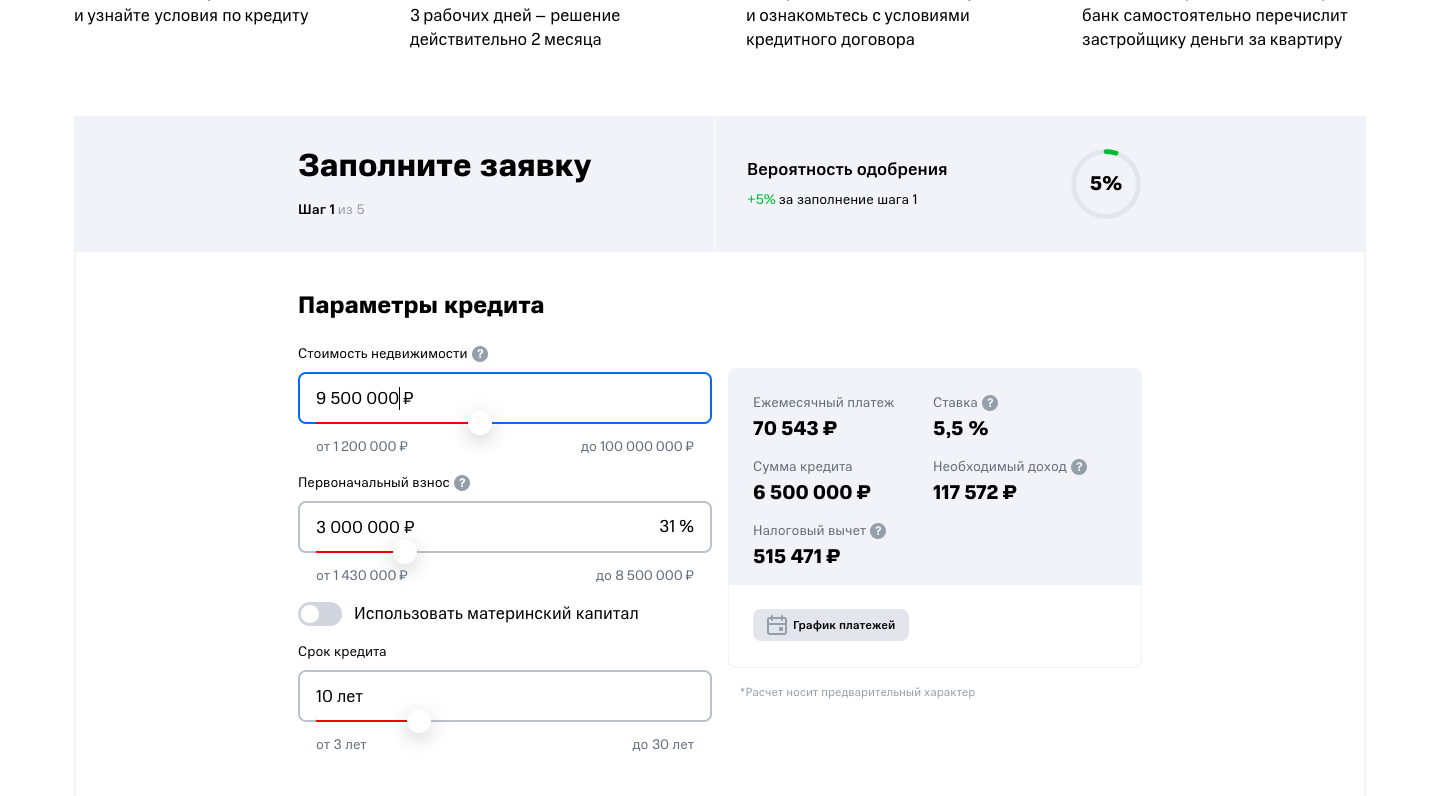 и узнайте условия по кредиту
3 рабочих дней – решение
действительно 2 месяца
и ознакомьтесь с условиями
кредитного договора
банк самостоятельно перечислит
застройщику деньги за квартиру
Заполните заявку
Шаг 1 из 5
Вероятность одобрения
+5% за заполнение шага 1
5%
Параметры кредита
Стоимость недвижимости ?
9 500 000 ₽
от 1 200 000 ₽
до 100 000 000 ₽
Первоначальный взнос ?
3 000 000 ₽
31 %
от 1 430 000 ₽
до 8 500 000 ₽
Использовать материнский капитал
Срок кредита
10 лет
от 3 лет
до 30 лет
Ежемесячный платеж
70 543 ₽
Ставка ?
5,5 %
Сумма кредита
6 500 000 ₽
Необходимый доход ?
117 572 ₽
Налоговый вычет ?
515 471 ₽
График платежей
*Расчет носит предварительный характер